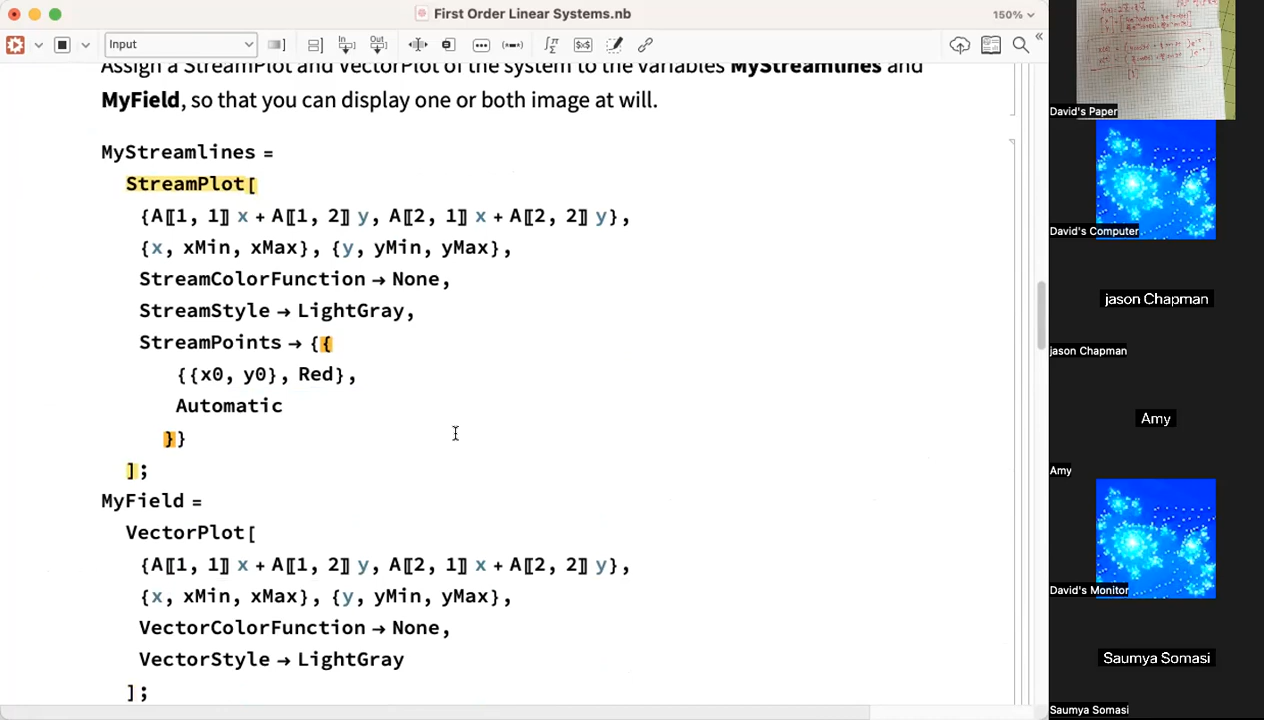 First Order Linear Systems.nb
150%
Input
Assign a StreamPlot and VectorPlot of the system to the variables MyStreamlines and
MyField, so that you can display one or both image at will.
MyStreamlines =
StreamPlot[
{A⟦1, 1⟧ x + A⟦1, 2⟧ y, A⟦2, 1⟧ x + A⟦2, 2⟧ y},
{x, xMin, xMax}, {y, yMin, yMax},
StreamColorFunction → None,
StreamStyle → LightGray,
StreamPoints → {{
{{x0, y0}, Red},
Automatic
}}
];
MyField =
VectorPlot[
{A⟦1, 1⟧ x + A⟦1, 2⟧ y, A⟦2, 1⟧ x + A⟦2, 2⟧ y},
{x, xMin, xMax}, {y, yMin, yMax},
VectorColorFunction → None,
VectorStyle → LightGray
];
David's Paper
David's Computer
jason Chapman
jason Chapman
Amy
Amy
David's Monitor
Saumya Somasi
Saumya Somasi